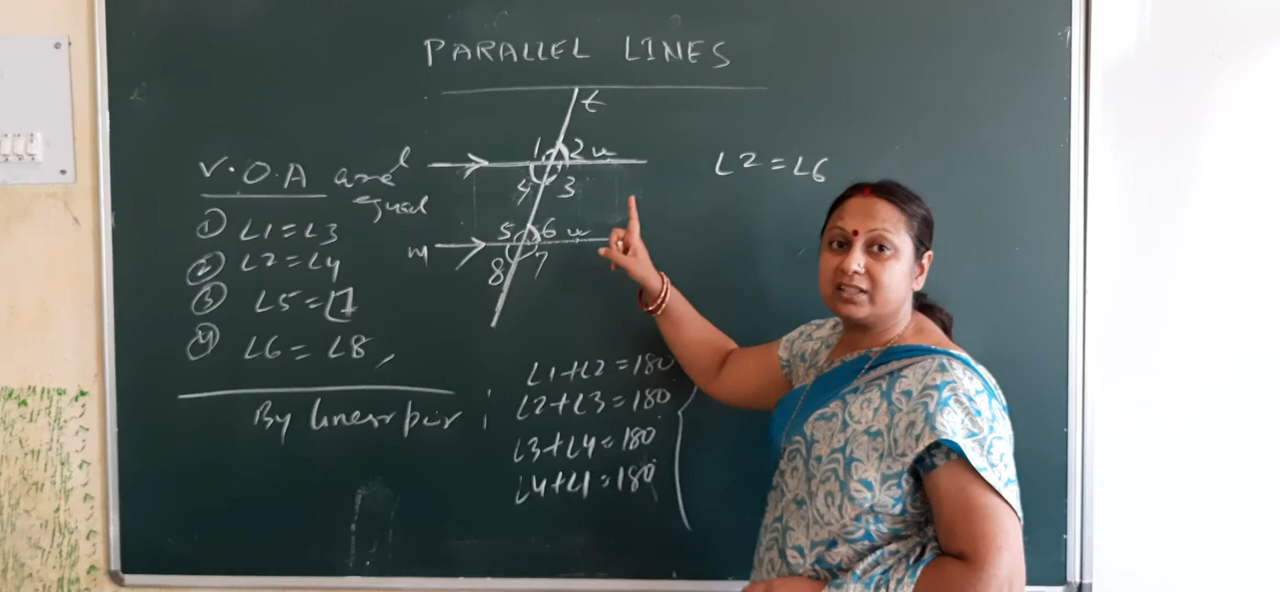 PARALLEL LINES
t
1 2
l
4 3
5 6
m
8 7
∠2=∠6
V.O.A are
equal
① ∠1=∠3
② ∠2=∠4
③ ∠5=∠7
④ ∠6=∠8,
By linear pair :
∠1+∠2=180
∠2+∠3=180
∠3+∠4=180
∠4+∠1=180